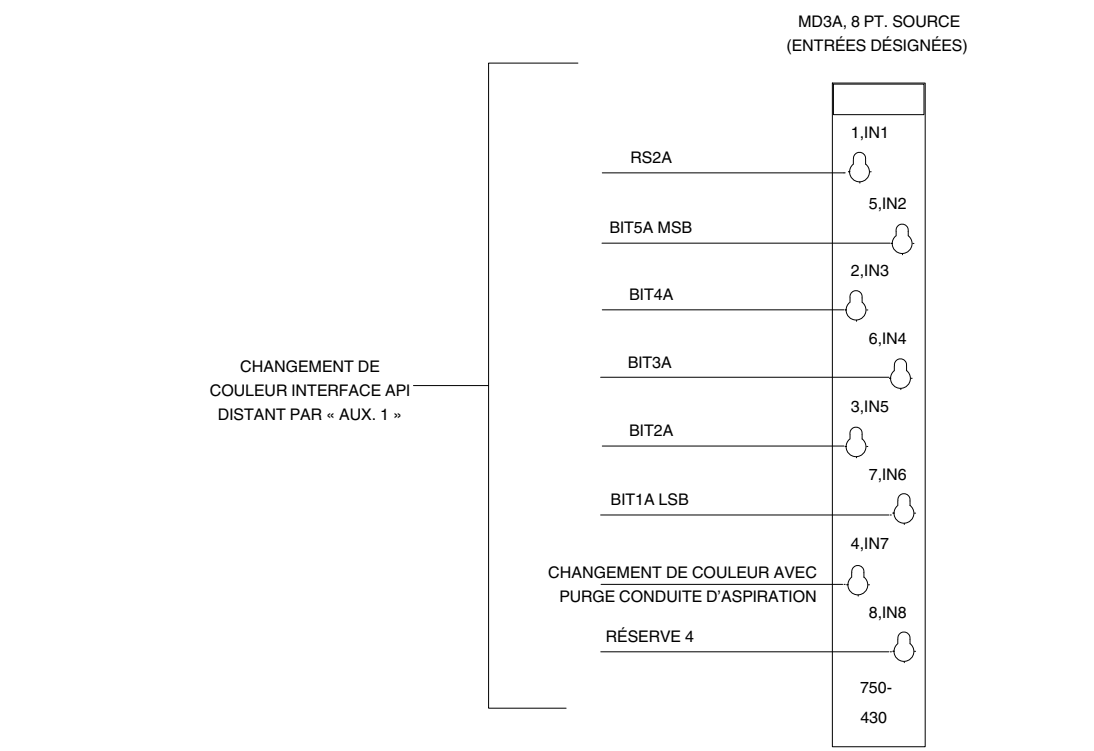 MD3A, 8 PT. SOURCE
(ENTRÉES DÉSIGNÉES)
1,IN1
RS2A
5,IN2
BIT5A MSB
2,IN3
BIT4A
6,IN4
BIT3A
CHANGEMENT DE
COULEUR INTERFACE API
DISTANT PAR « AUX. 1 »
3,IN5
BIT2A
7,IN6
BIT1A LSB
4,IN7
CHANGEMENT DE COULEUR AVEC
PURGE CONDUITE D'ASPIRATION
8,IN8
RÉSERVE 4
750-
430